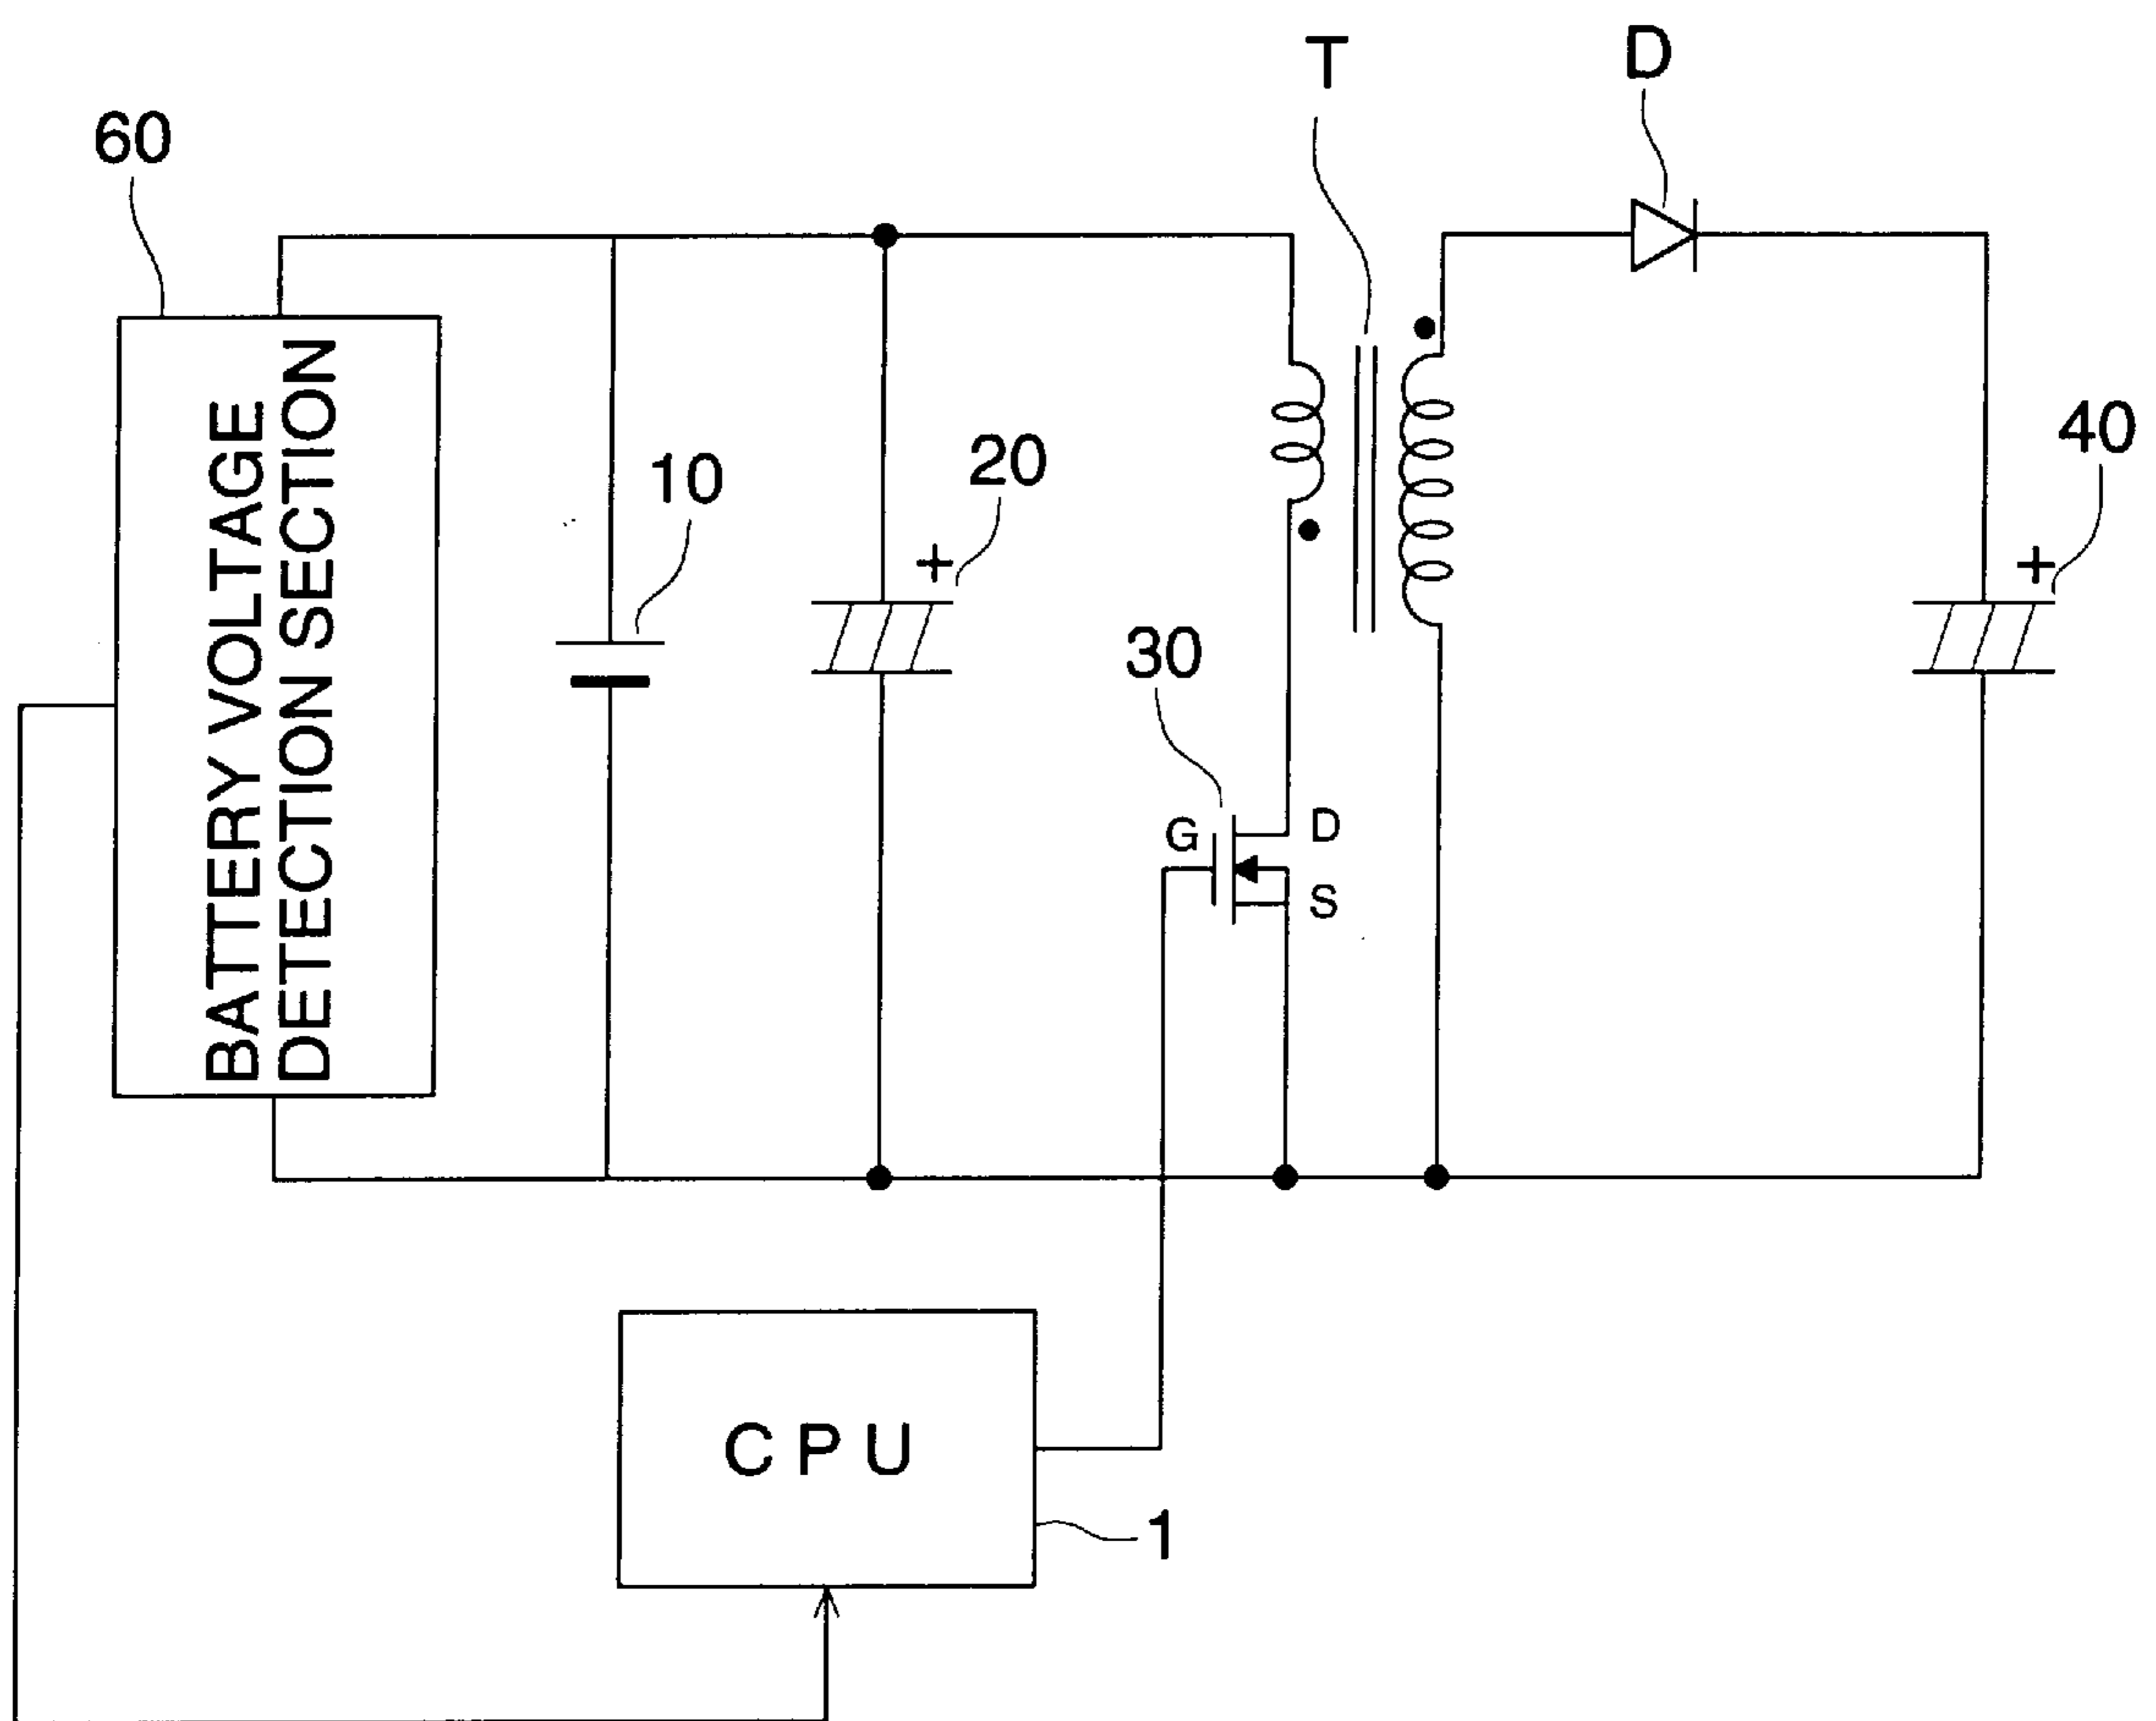 T
D
60
BATTERY VOLTAGE
DETECTION SECTION
10
+
20
+
40
30
G
D
S
CPU
1